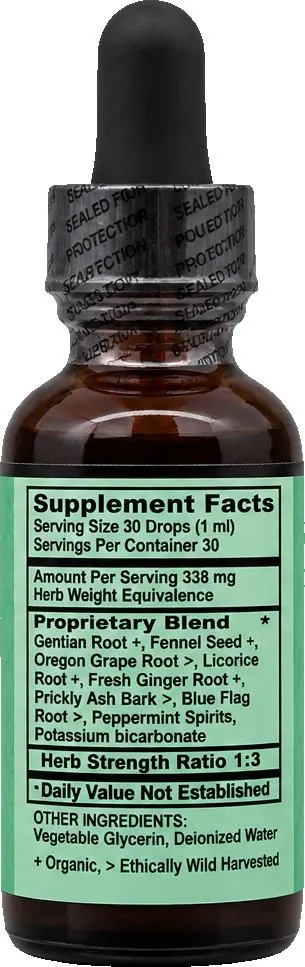 SEALED FOR
PROTECTION
SEALED FOR
PROTECTION
Supplement Facts
Serving Size 30 Drops (1 ml)
Servings Per Container 30
Amount Per Serving 338 mg
Herb Weight Equivalence
Proprietary Blend *
Gentian Root +, Fennel Seed +,
Oregon Grape Root >, Licorice
Root +, Fresh Ginger Root +,
Prickly Ash Bark >, Blue Flag
Root >, Peppermint Spirits,
Potassium bicarbonate
Herb Strength Ratio 1:3
*Daily Value Not Established
OTHER INGREDIENTS:
Vegetable Glycerin, Deionized Water
+ Organic, > Ethically Wild Harvested